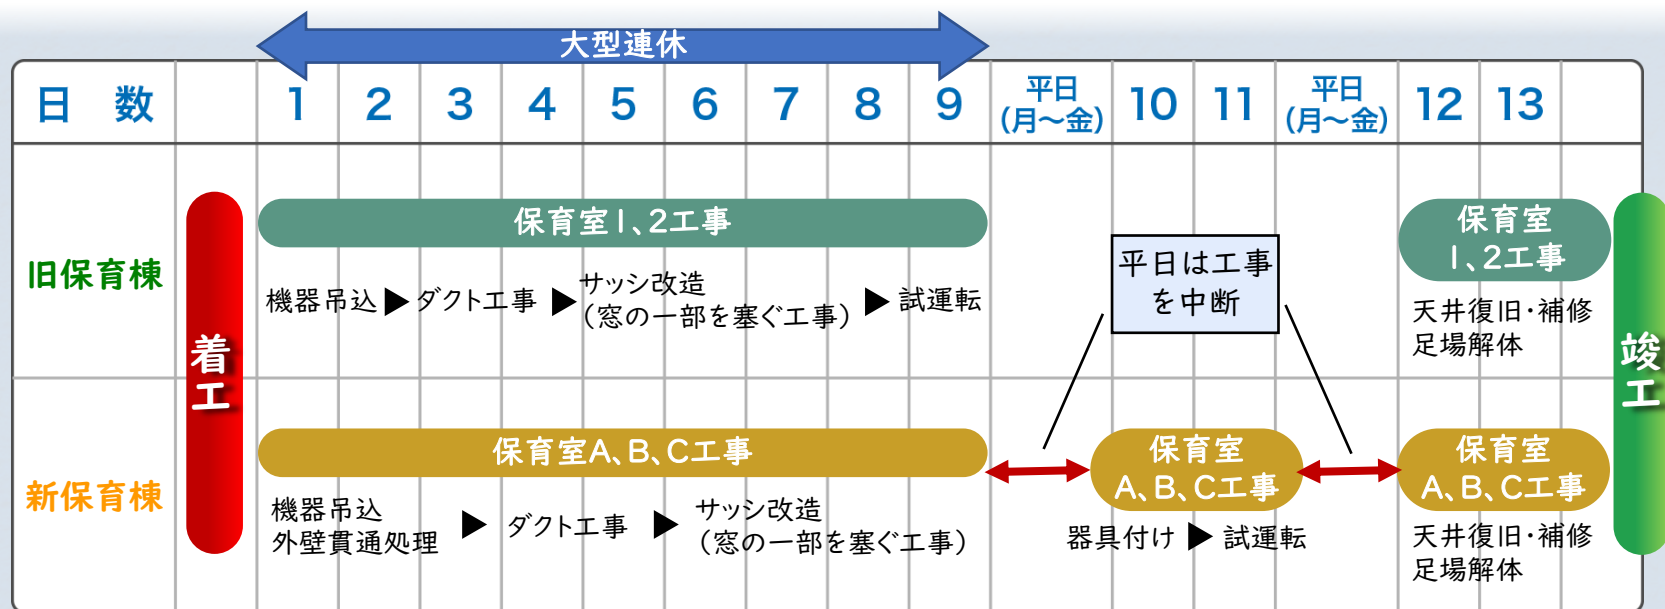 大型連休
日 数 1 2 3 4 5 6 7 8 9 平日 10 11 平日 12 13
(月～金) (月～金)
着工
旧保育棟
保育室1、2工事
機器吊込▶ダクト工事▶サッシ改造
(窓の一部を塞ぐ工事)▶試運転
平日は工事
を中断
保育室
1、2工事
天井復旧・補修
足場解体
新保育棟
保育室A、B、C工事
機器吊込
外壁貫通処理▶ダクト工事▶サッシ改造
(窓の一部を塞ぐ工事)
保育室
A、B、C工事
器具付け▶試運転
保育室
A、B、C工事
天井復旧・補修
足場解体
竣工